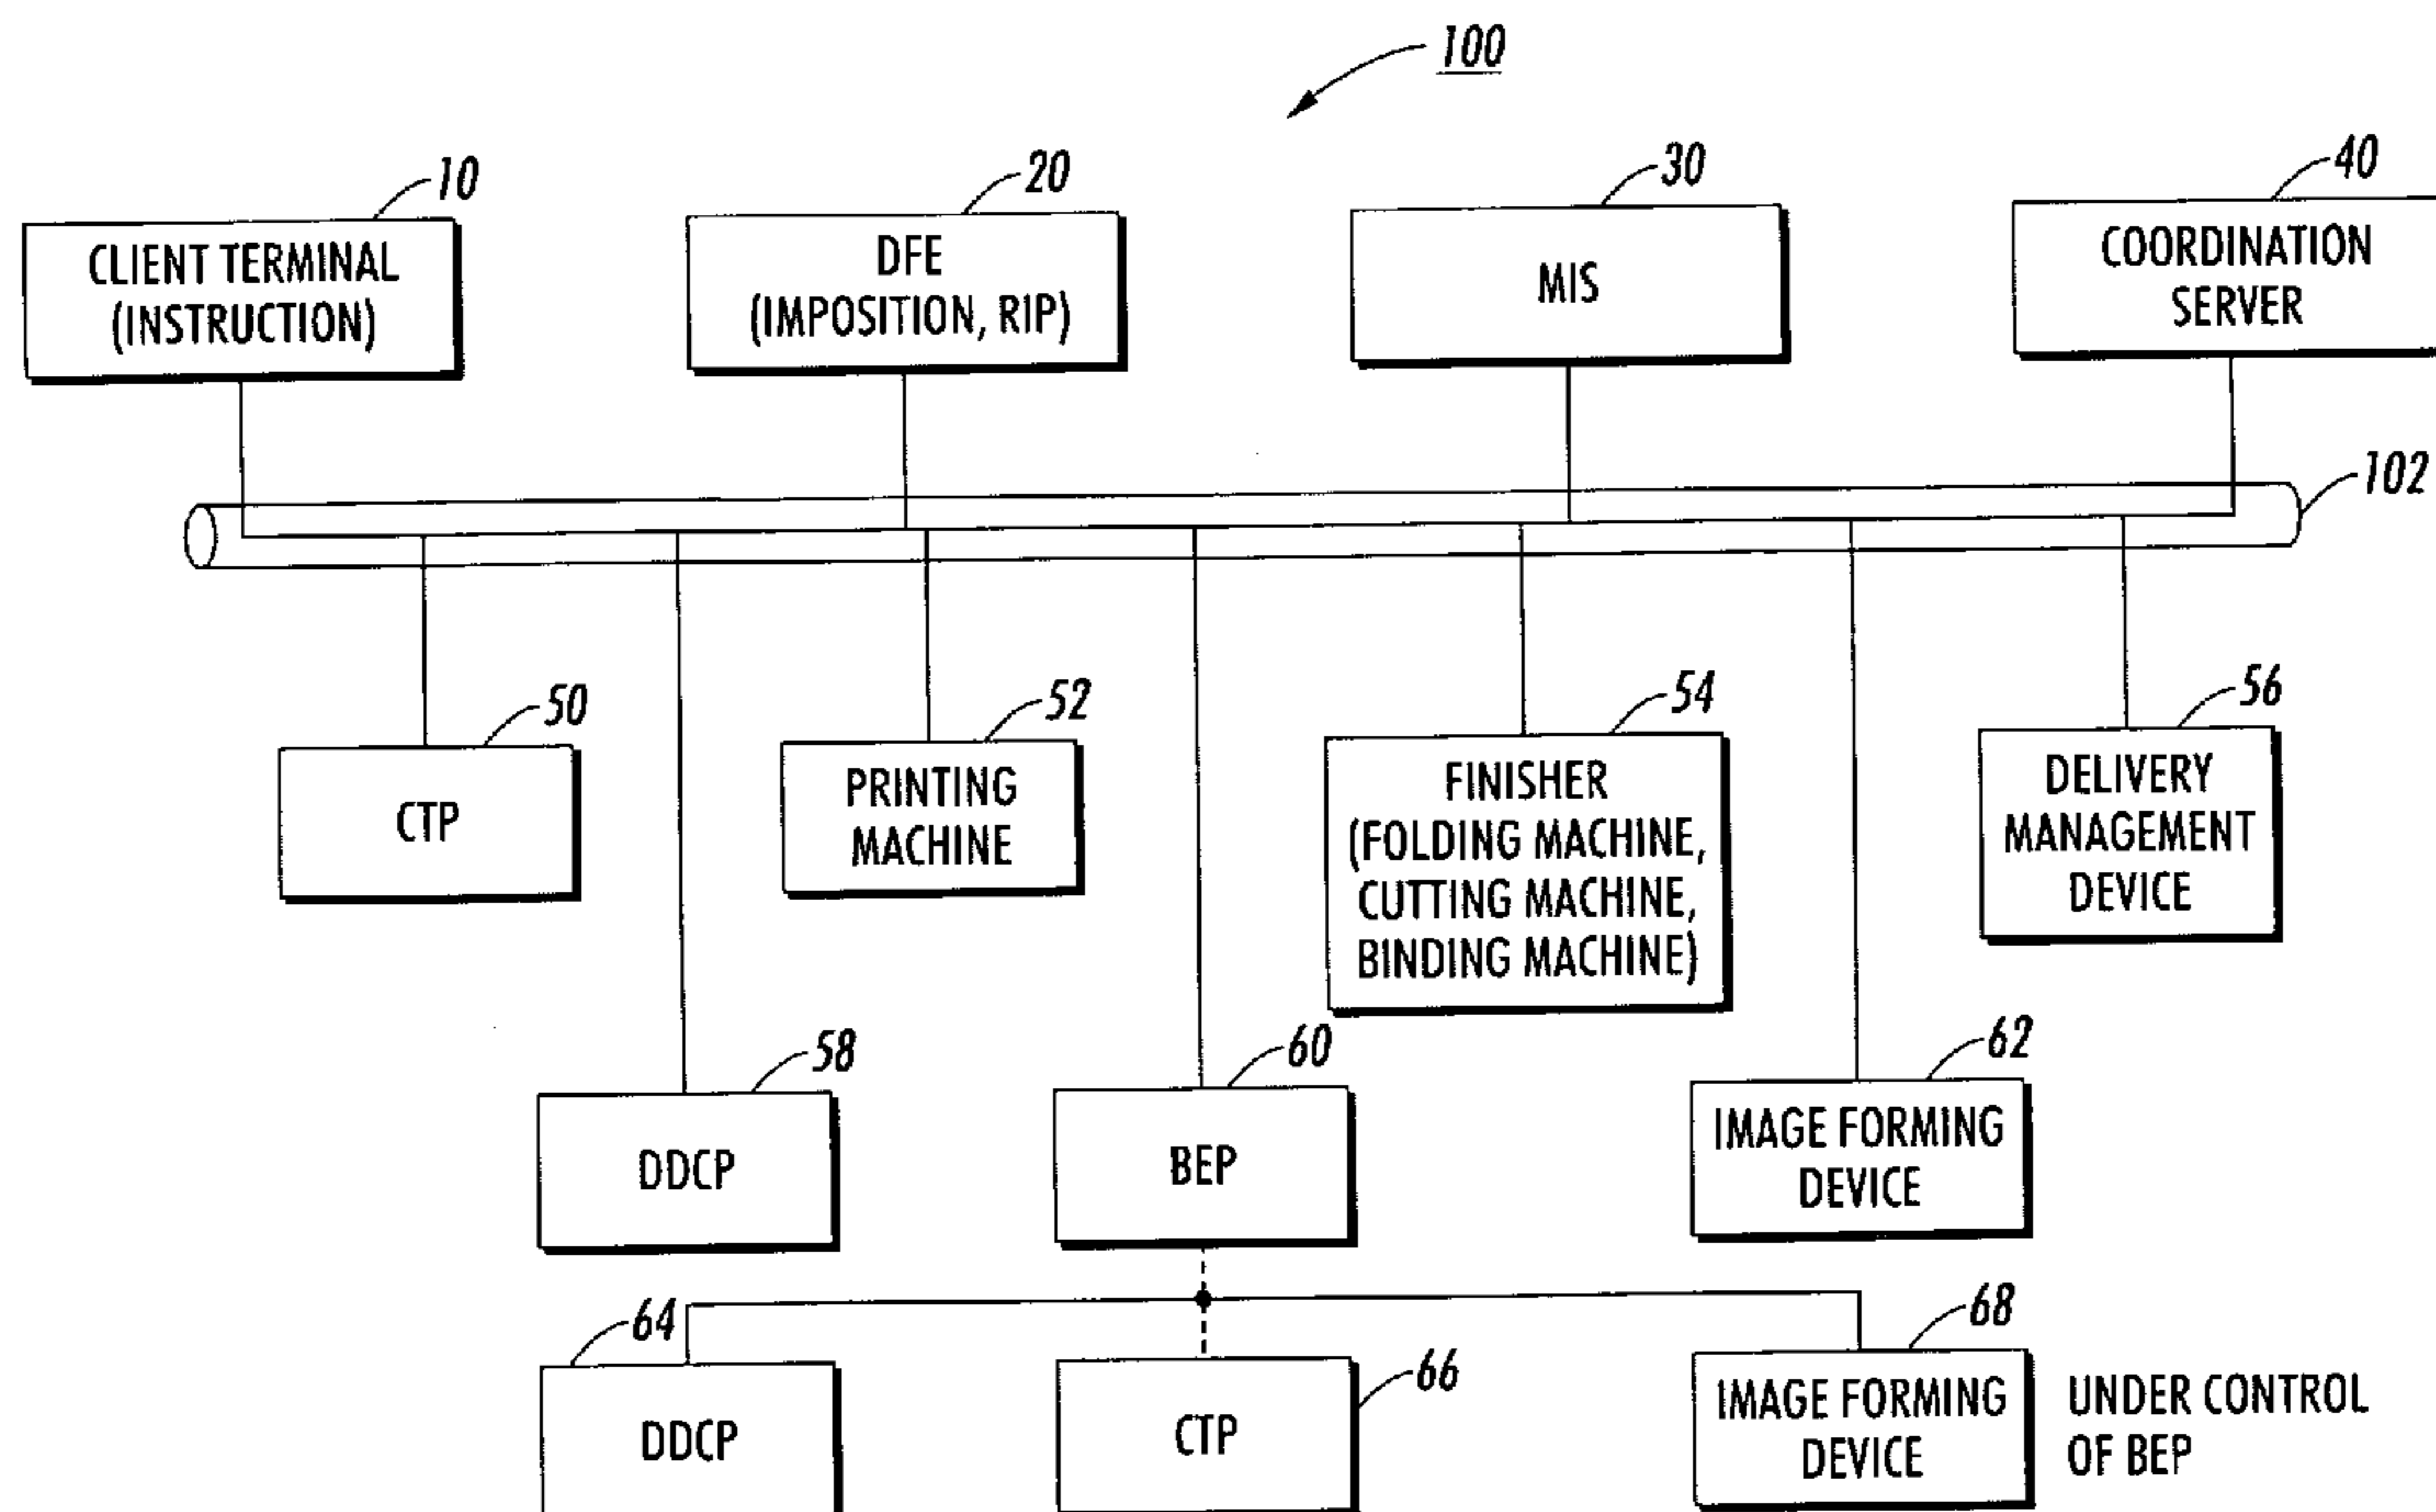 100
10
20
30
40
CLIENT TERMINAL
(INSTRUCTION)
DFE
(IMPOSITION, RIP)
MIS
COORDINATION
SERVER
102
50
52
54
56
CTP
PRINTING
MACHINE
FINISHER
(FOLDING MACHINE,
CUTTING MACHINE,
BINDING MACHINE)
DELIVERY
MANAGEMENT
DEVICE
58
60
62
DDCP
BEP
IMAGE FORMING
DEVICE
64
66
68
DDCP
CTP
IMAGE FORMING
DEVICE
UNDER CONTROL
OF BEP